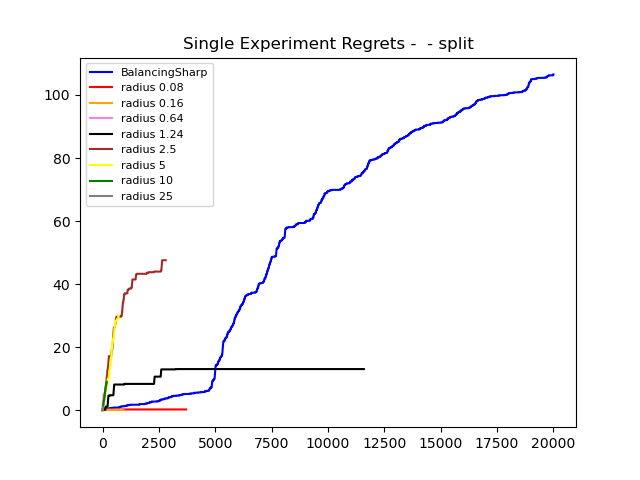 Single Experiment Regrets -  - split
BalancingSharp
radius 0.08
radius 0.16
radius 0.64
radius 1.24
radius 2.5
radius 5
radius 10
radius 25
100
80
60
40
20
0
0 2500 5000 7500 10000 12500 15000 17500 20000